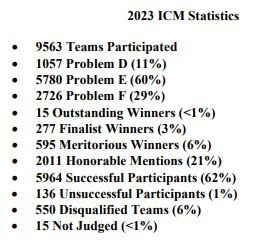 2023 ICM Statistics
• 9563 Teams Participated
• 1057 Problem D (11%)
• 5780 Problem E (60%)
• 2726 Problem F (29%)
• 15 Outstanding Winners (<1%)
• 277 Finalist Winners (3%)
• 595 Meritorious Winners (6%)
• 2011 Honorable Mentions (21%)
• 5964 Successful Participants (62%)
• 136 Unsuccessful Participants (1%)
• 550 Disqualified Teams (6%)
• 15 Not Judged (<1%)